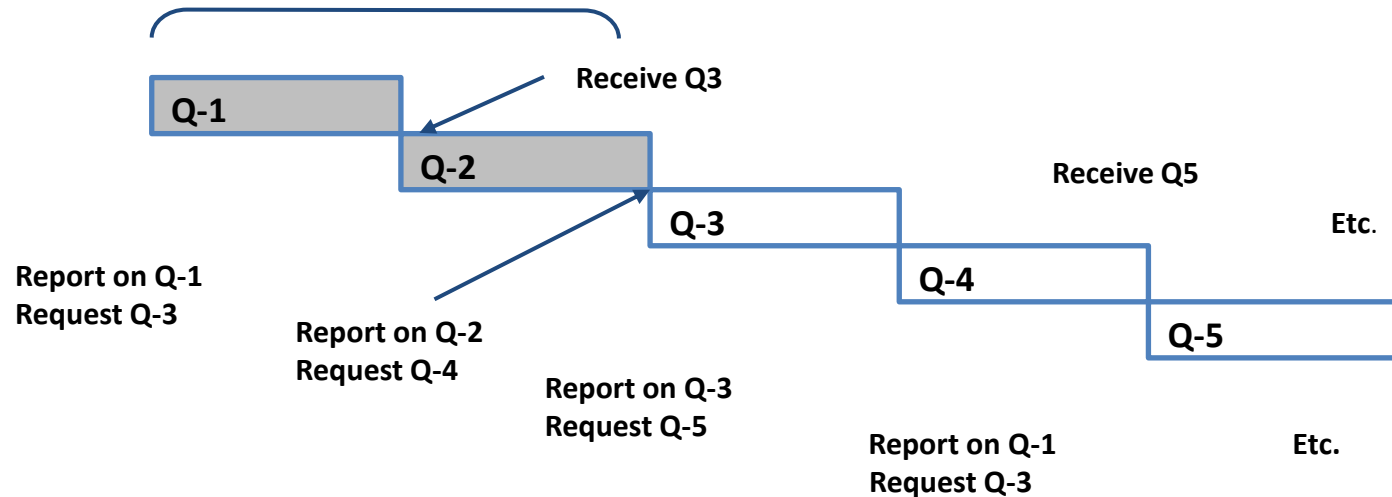 Receive Q3
Q-1
Q-2
Receive Q5
Q-3
Etc.
Report on Q-1
Request Q-3
Q-4
Report on Q-2
Request Q-4
Q-5
Report on Q-3
Request Q-5
Report on Q-1
Request Q-3
Etc.